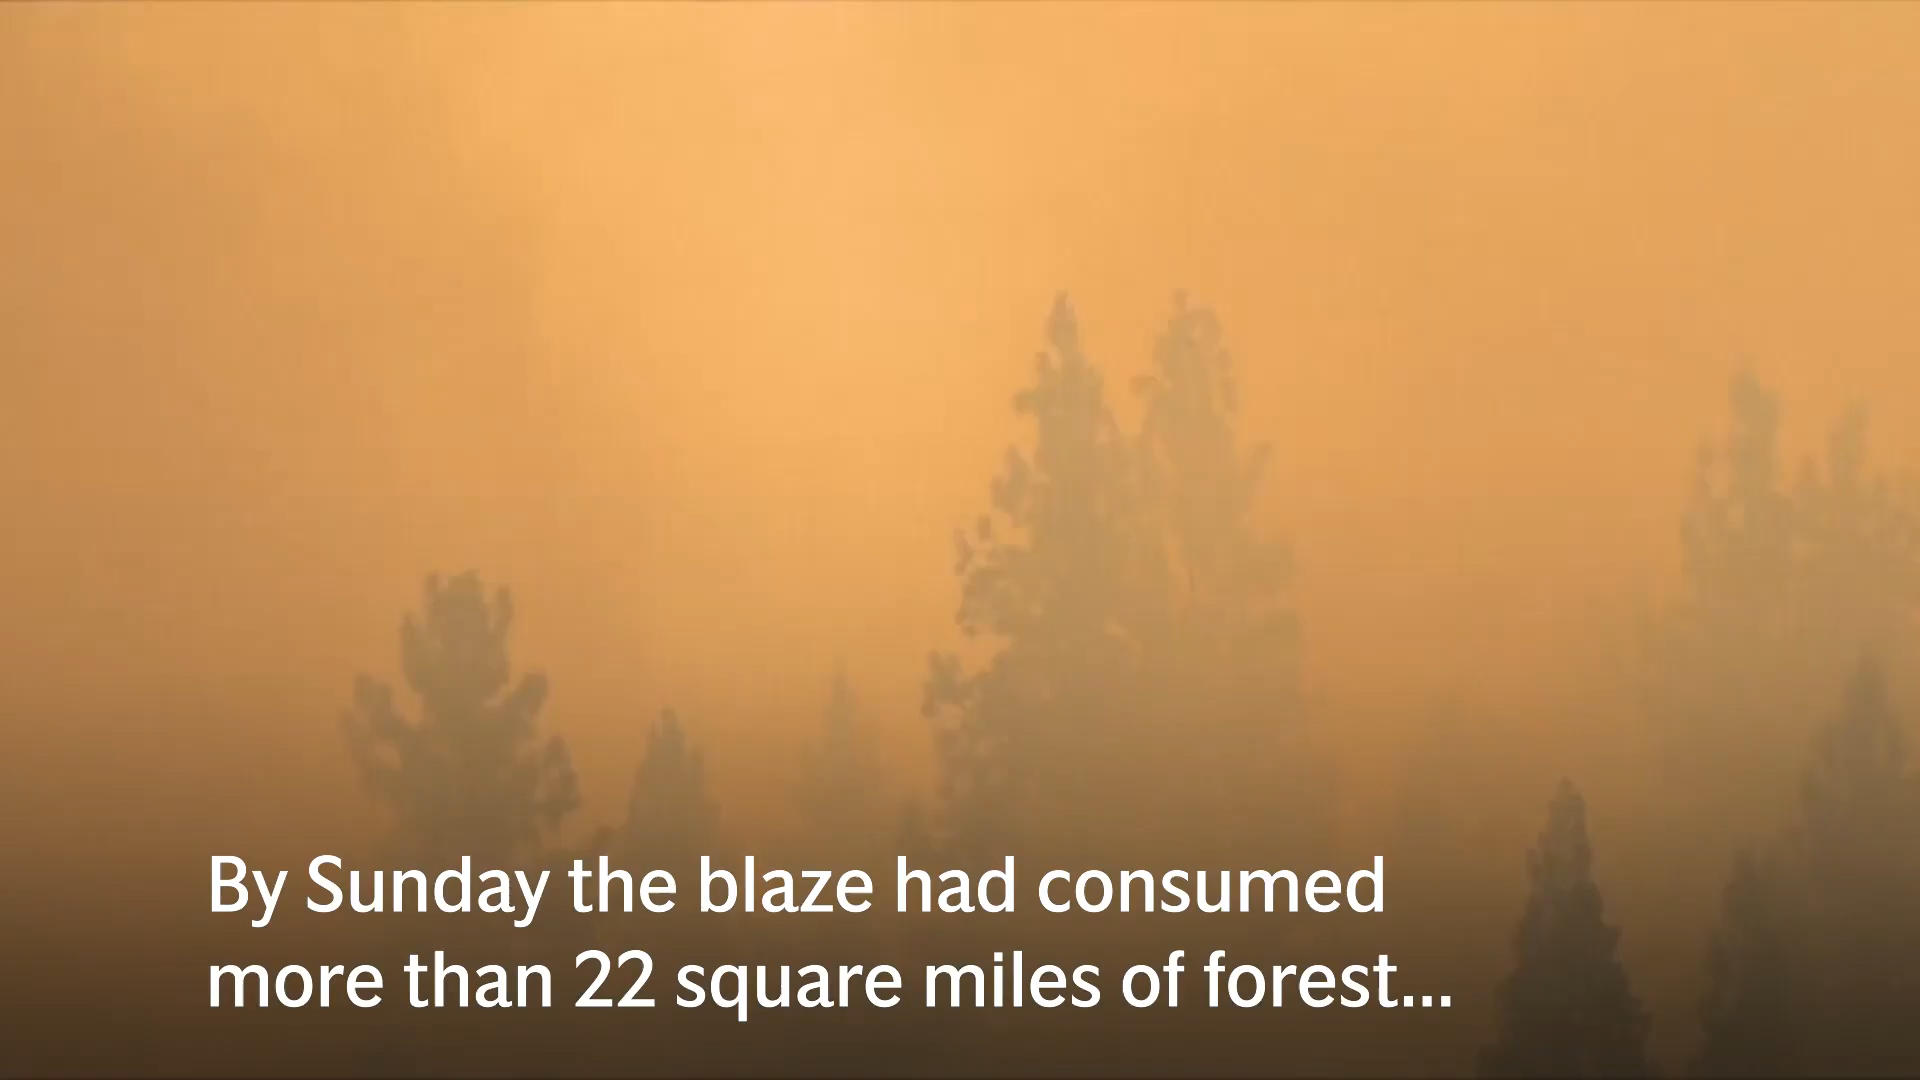 By Sunday the blaze had consumed
more than 22 square miles of forest...